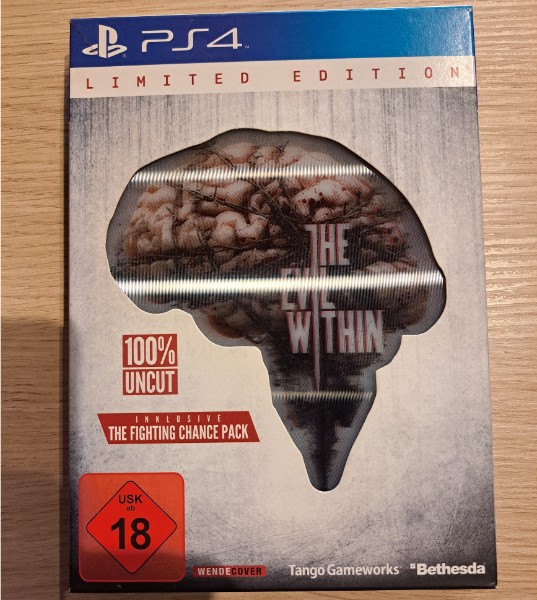 PS4
LIMITED EDITION
THE
EVIL
WITHIN
100%
UNCUT
INKLUSIVE
THE FIGHTING CHANCE PACK
USK
ab
18
WENDECOVER
Tango Gameworks
Bethesda